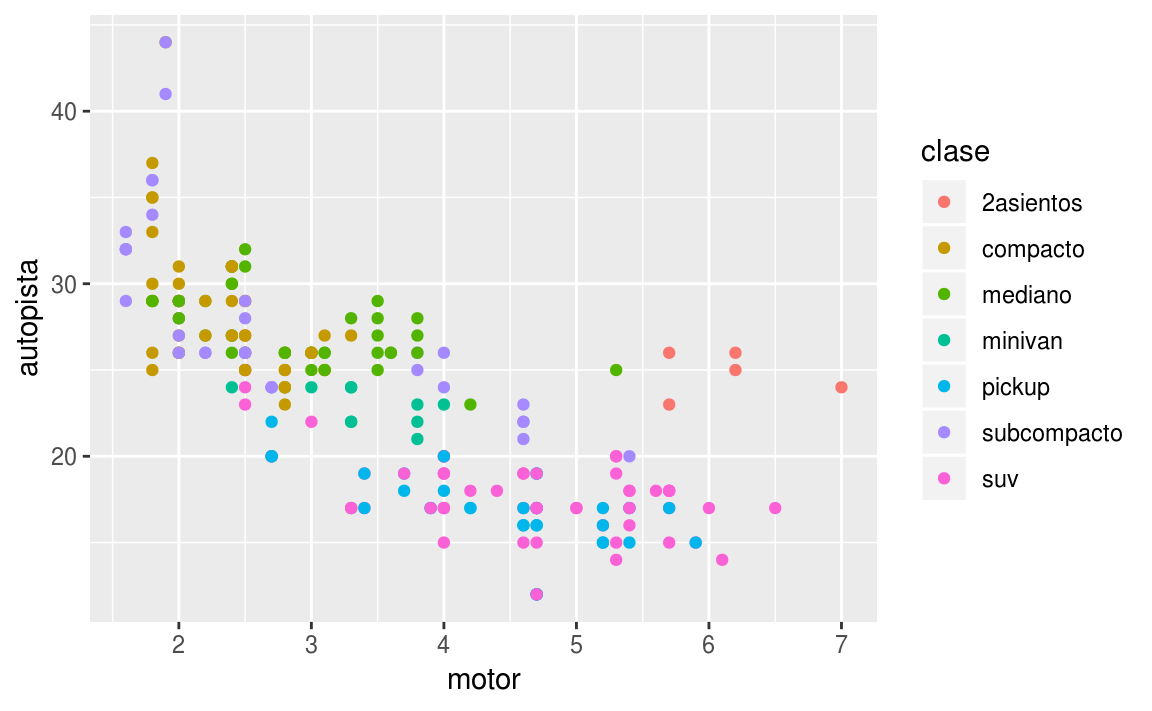 40
30
20
autopista
2 3 4 5 6 7
motor
clase
2asientos
compacto
mediano
minivan
pickup
subcompacto
suv